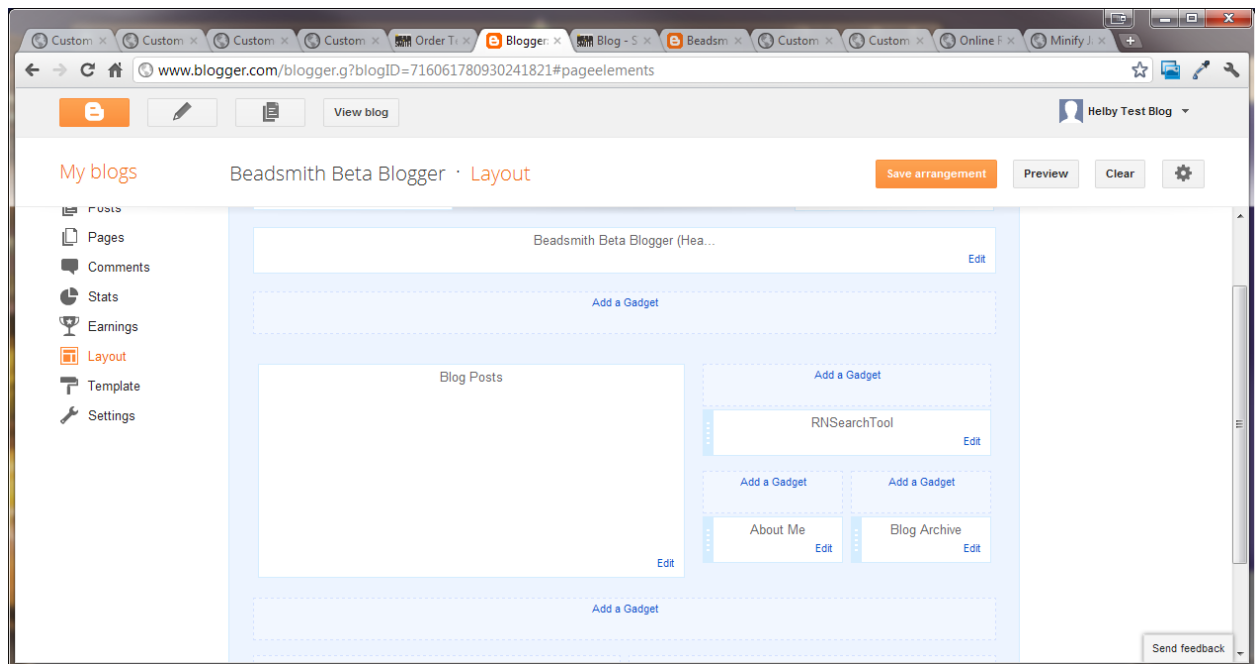 Custom Custom Custom Custom Order T Blogger: Blog - S Beadsm Custom Custom Online F Minify J
www.blogger.com/blogger.g?blogID=716061780930241821#pageelements
View blog
Helby Test Blog
My blogs
Beadsmith Beta Blogger · Layout
Save arrangement
Preview
Clear
Posts
Pages
Comments
Stats
Earnings
Layout
Template
Settings
Beadsmith Beta Blogger (Hea...
Edit
Add a Gadget
Blog Posts
Edit
Add a Gadget
RNSearchTool
Edit
Add a Gadget
Add a Gadget
About Me
Edit
Blog Archive
Edit
Add a Gadget
Send feedback